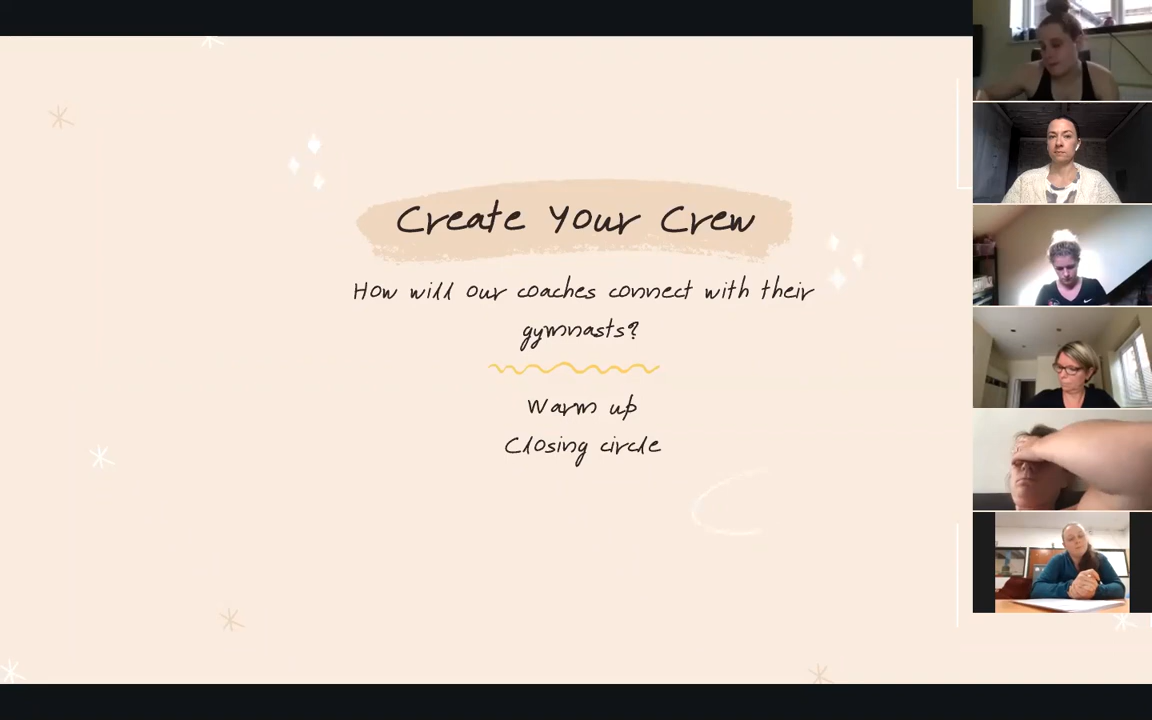 Create Your Crew
How will our coaches connect with their
gymnasts?
Warm up
Closing circle